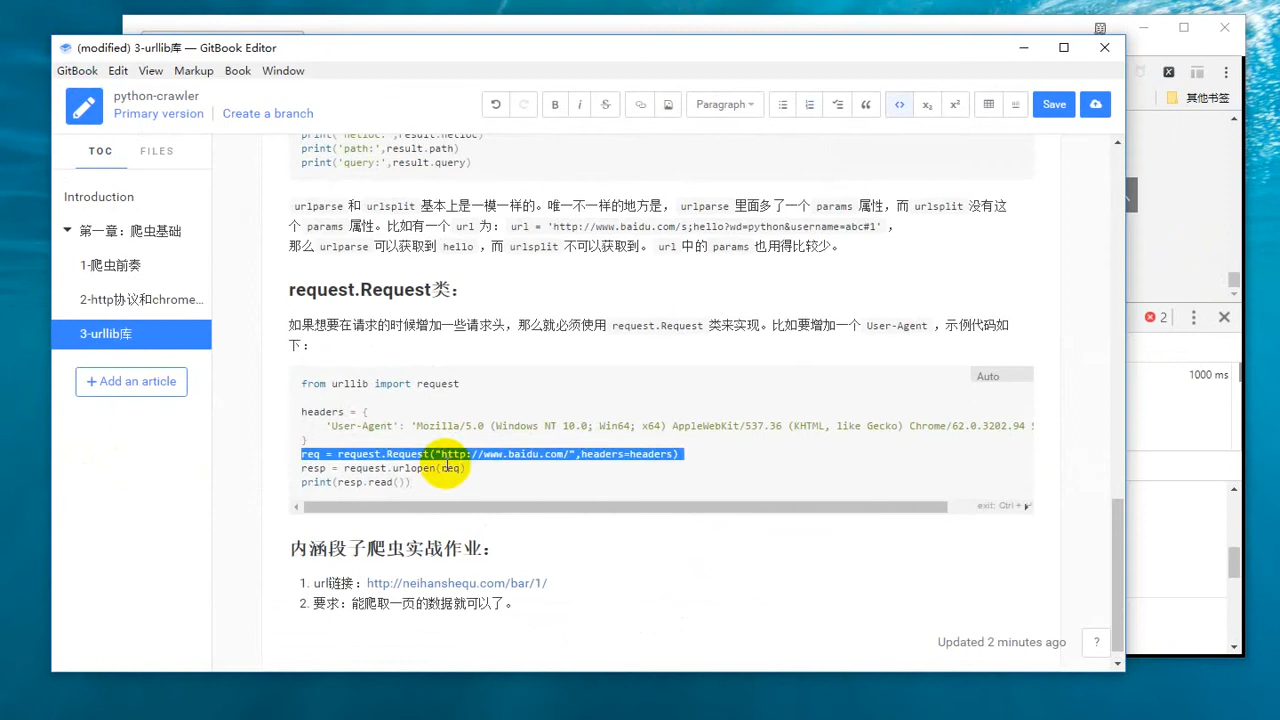 (modified) 3-urllib库 — GitBook Editor
GitBook Edit View Markup Book Window
python-crawler
Primary version Create a branch
B i S Paragraph x₂ x² Save
其他书签
TOC FILES
Introduction
第一章：爬虫基础
1-爬虫前奏
2-http协议和chrome...
3-urllib库
+ Add an article
print('netloc:',result.netloc)
print('path:',result.path)
print('query:',result.query)
urlparse 和 urlsplit 基本上是一模一样的。唯一不一样的地方是， urlparse 里面多了一个 params 属性，而 urlsplit 没有这
个 params 属性。比如有一个 url 为： url = 'http://www.baidu.com/s;hello?wd=python&username=abc#1' ，
那么 urlparse 可以获取到 hello ，而 urlsplit 不可以获取到。 url 中的 params 也用得比较少。
request.Request类：
如果想要在请求的时候增加一些请求头，那么就必须使用 request.Request 类来实现。比如要增加一个 User-Agent ，示例代码如
下：
Auto
from urllib import request
headers = {
'User-Agent': 'Mozilla/5.0 (Windows NT 10.0; Win64; x64) AppleWebKit/537.36 (KHTML, like Gecko) Chrome/62.0.3202.94
}
req = request.Request("http://www.baidu.com/",headers=headers)
resp = request.urlopen(req)
print(resp.read())
exit: Ctrl +
内涵段子爬虫实战作业：
1. url链接：http://neihanshequ.com/bar/1/
2. 要求：能爬取一页的数据就可以了。
Updated 2 minutes ago ?
2
1000 ms